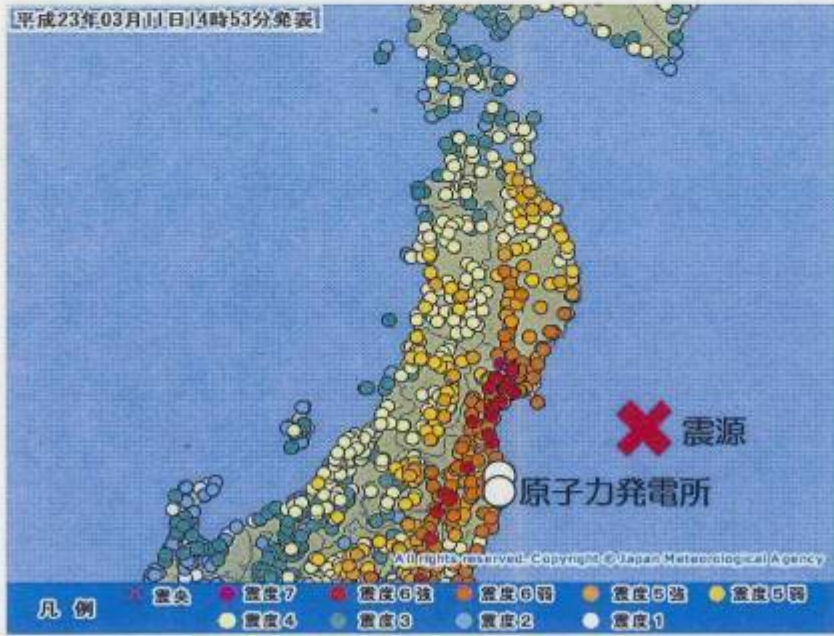 平成23年03月11日14時53分発表
震源
原子力発電所
All rights reserved. Copyright © Japan Meteorological Agency
凡例 震央 震度7 震度6強 震度6弱 震度5強 震度5弱
震度4 震度3 震度2 震度1